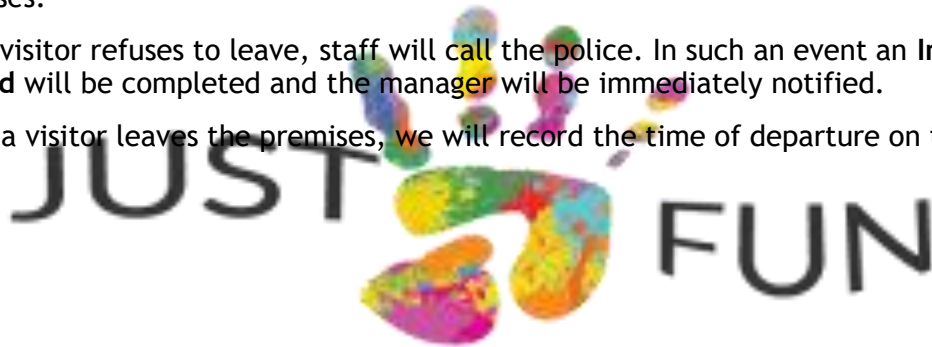 ses.
visitor refuses to leave, staff will call the police. In such an event an In
d will be completed and the manager will be immediately notified.
a visitor leaves the premises, we will record the time of departure on t
JUST FUN